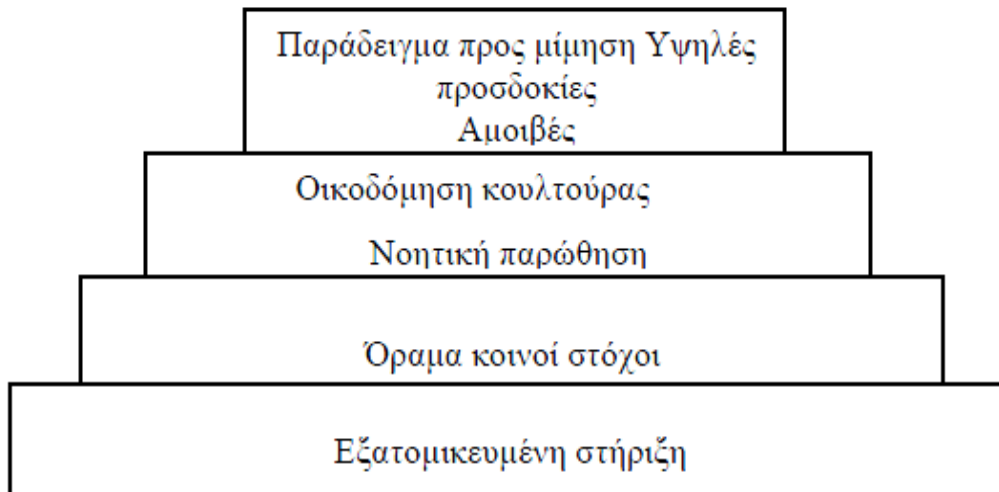 Παράδειγμα προς μίμηση Υψηλές
προσδοκίες
Αμοιβές
Οικοδόμηση κουλτούρας
Νοητική παρώθηση
Όραμα κοινοί στόχοι
Εξατομικευμένη στήριξη